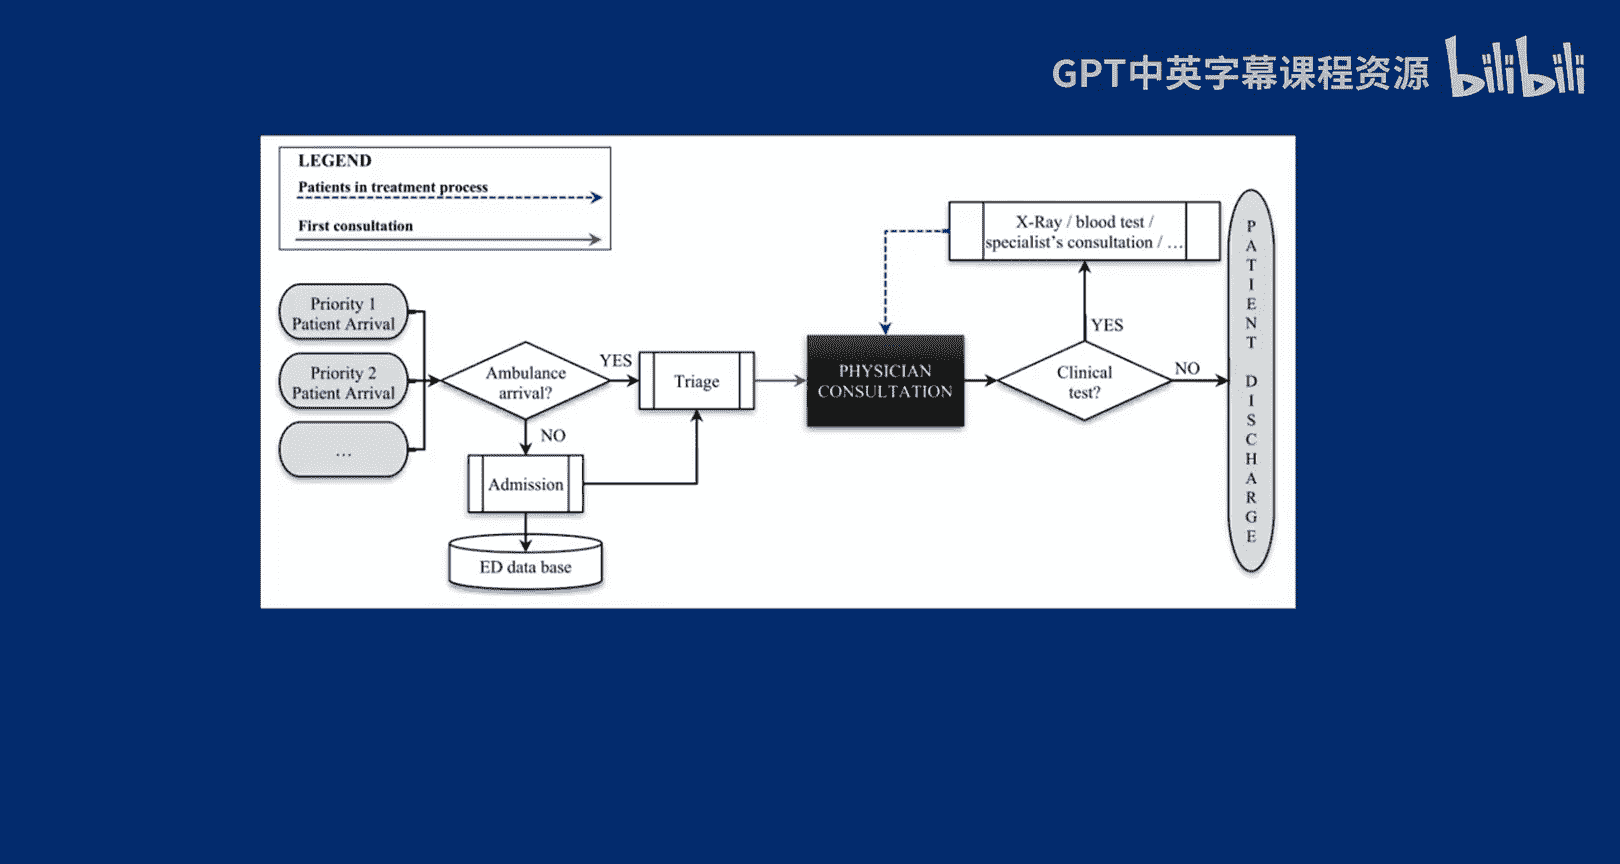 GPT中英字幕课程资源 bilibili
LEGEND
Patients in treatment process
First consultation
Priority 1
Patient Arrival
Priority 2
Patient Arrival
...
Ambulance
arrival?
YES
NO
Admission
ED data base
Triage
PHYSICIAN
CONSULTATION
Clinical
test?
YES
NO
X-Ray / blood test /
specialist's consultation / ...
PATIENT DISCHARGE